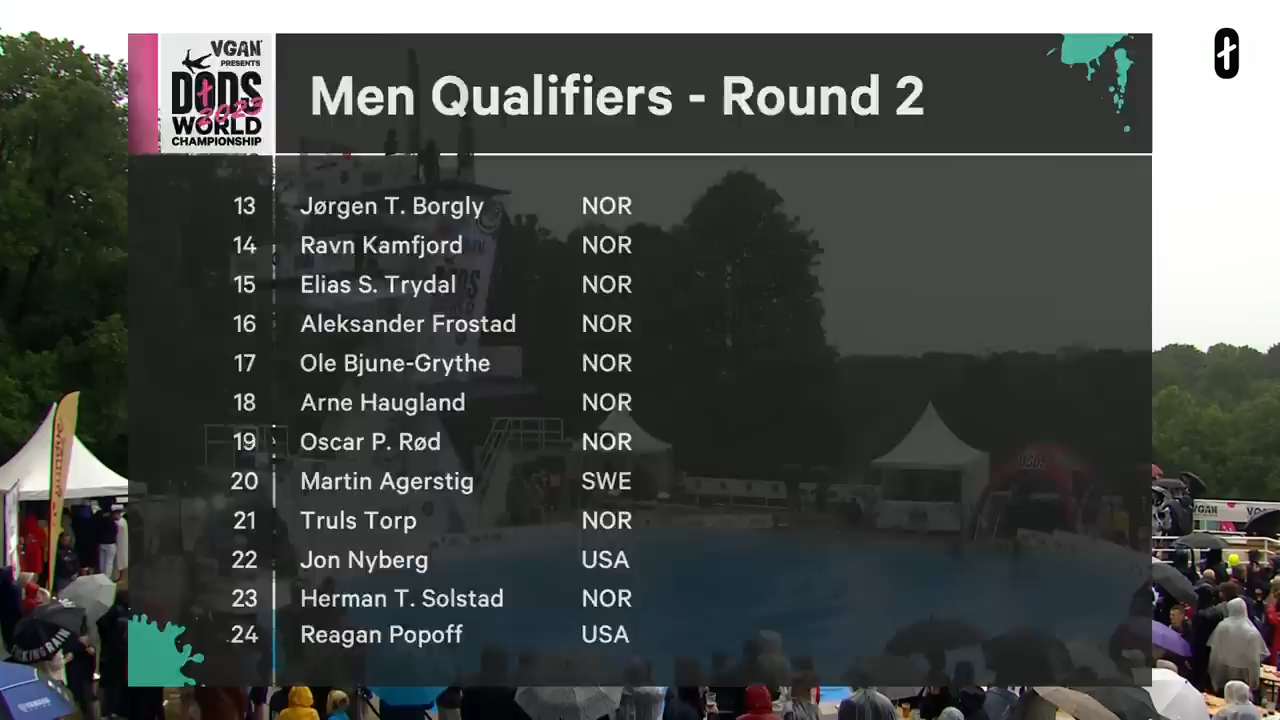 VGAN
PRESENTS
DØDS
2023
WORLD
CHAMPIONSHIP
Men Qualifiers - Round 2
13 Jørgen T. Borgly NOR
14 Ravn Kamfjord NOR
15 Elias S. Trydal NOR
16 Aleksander Frostad NOR
17 Ole Bjune-Grythe NOR
18 Arne Haugland NOR
19 Oscar P. Rød NOR
20 Martin Agerstig SWE
21 Truls Torp NOR
22 Jon Nyberg USA
23 Herman T. Solstad NOR
24 Reagan Popoff USA
VGAN
YAMAHA